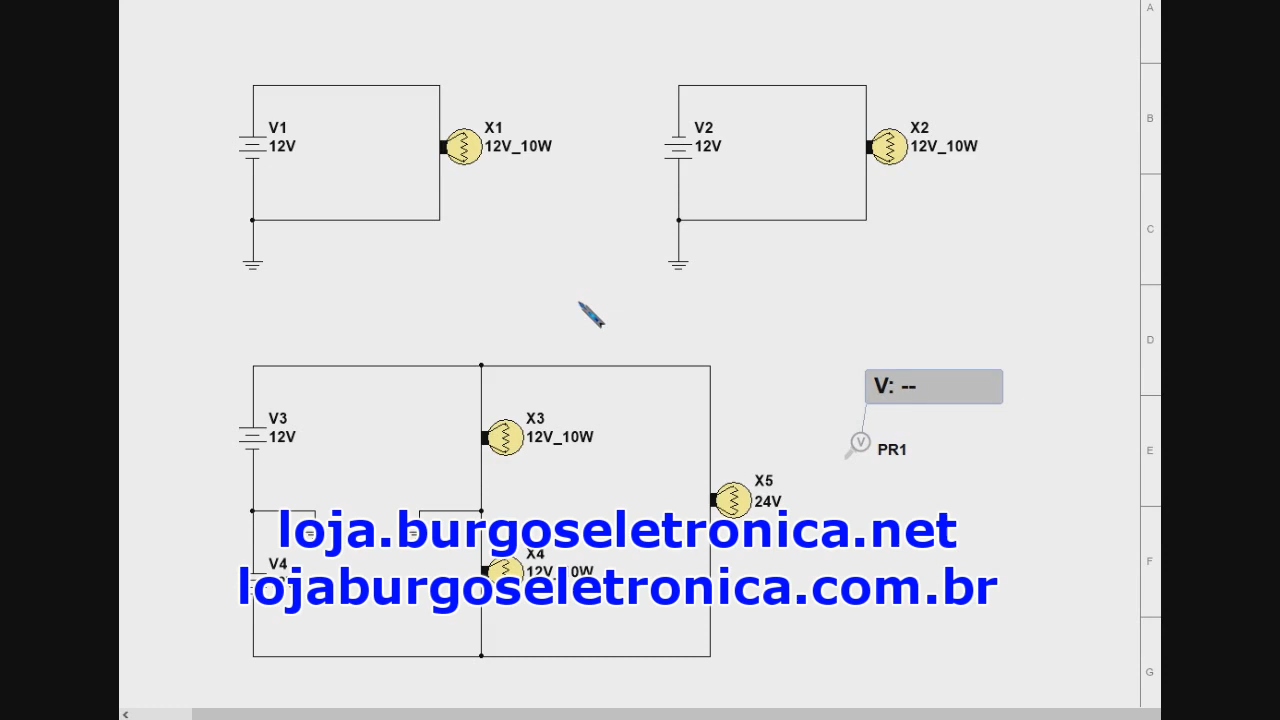 A
V1
12V
X1
12V_10W
V2
12V
X2
12V_10W
B
C
D
V: --
V3
12V
X3
12V_10W
V
PR1
E
X5
24V
loja.burgoseletronica.net
X4
12V_10W
V4
F
lojaburgoseletronica.com.br
G